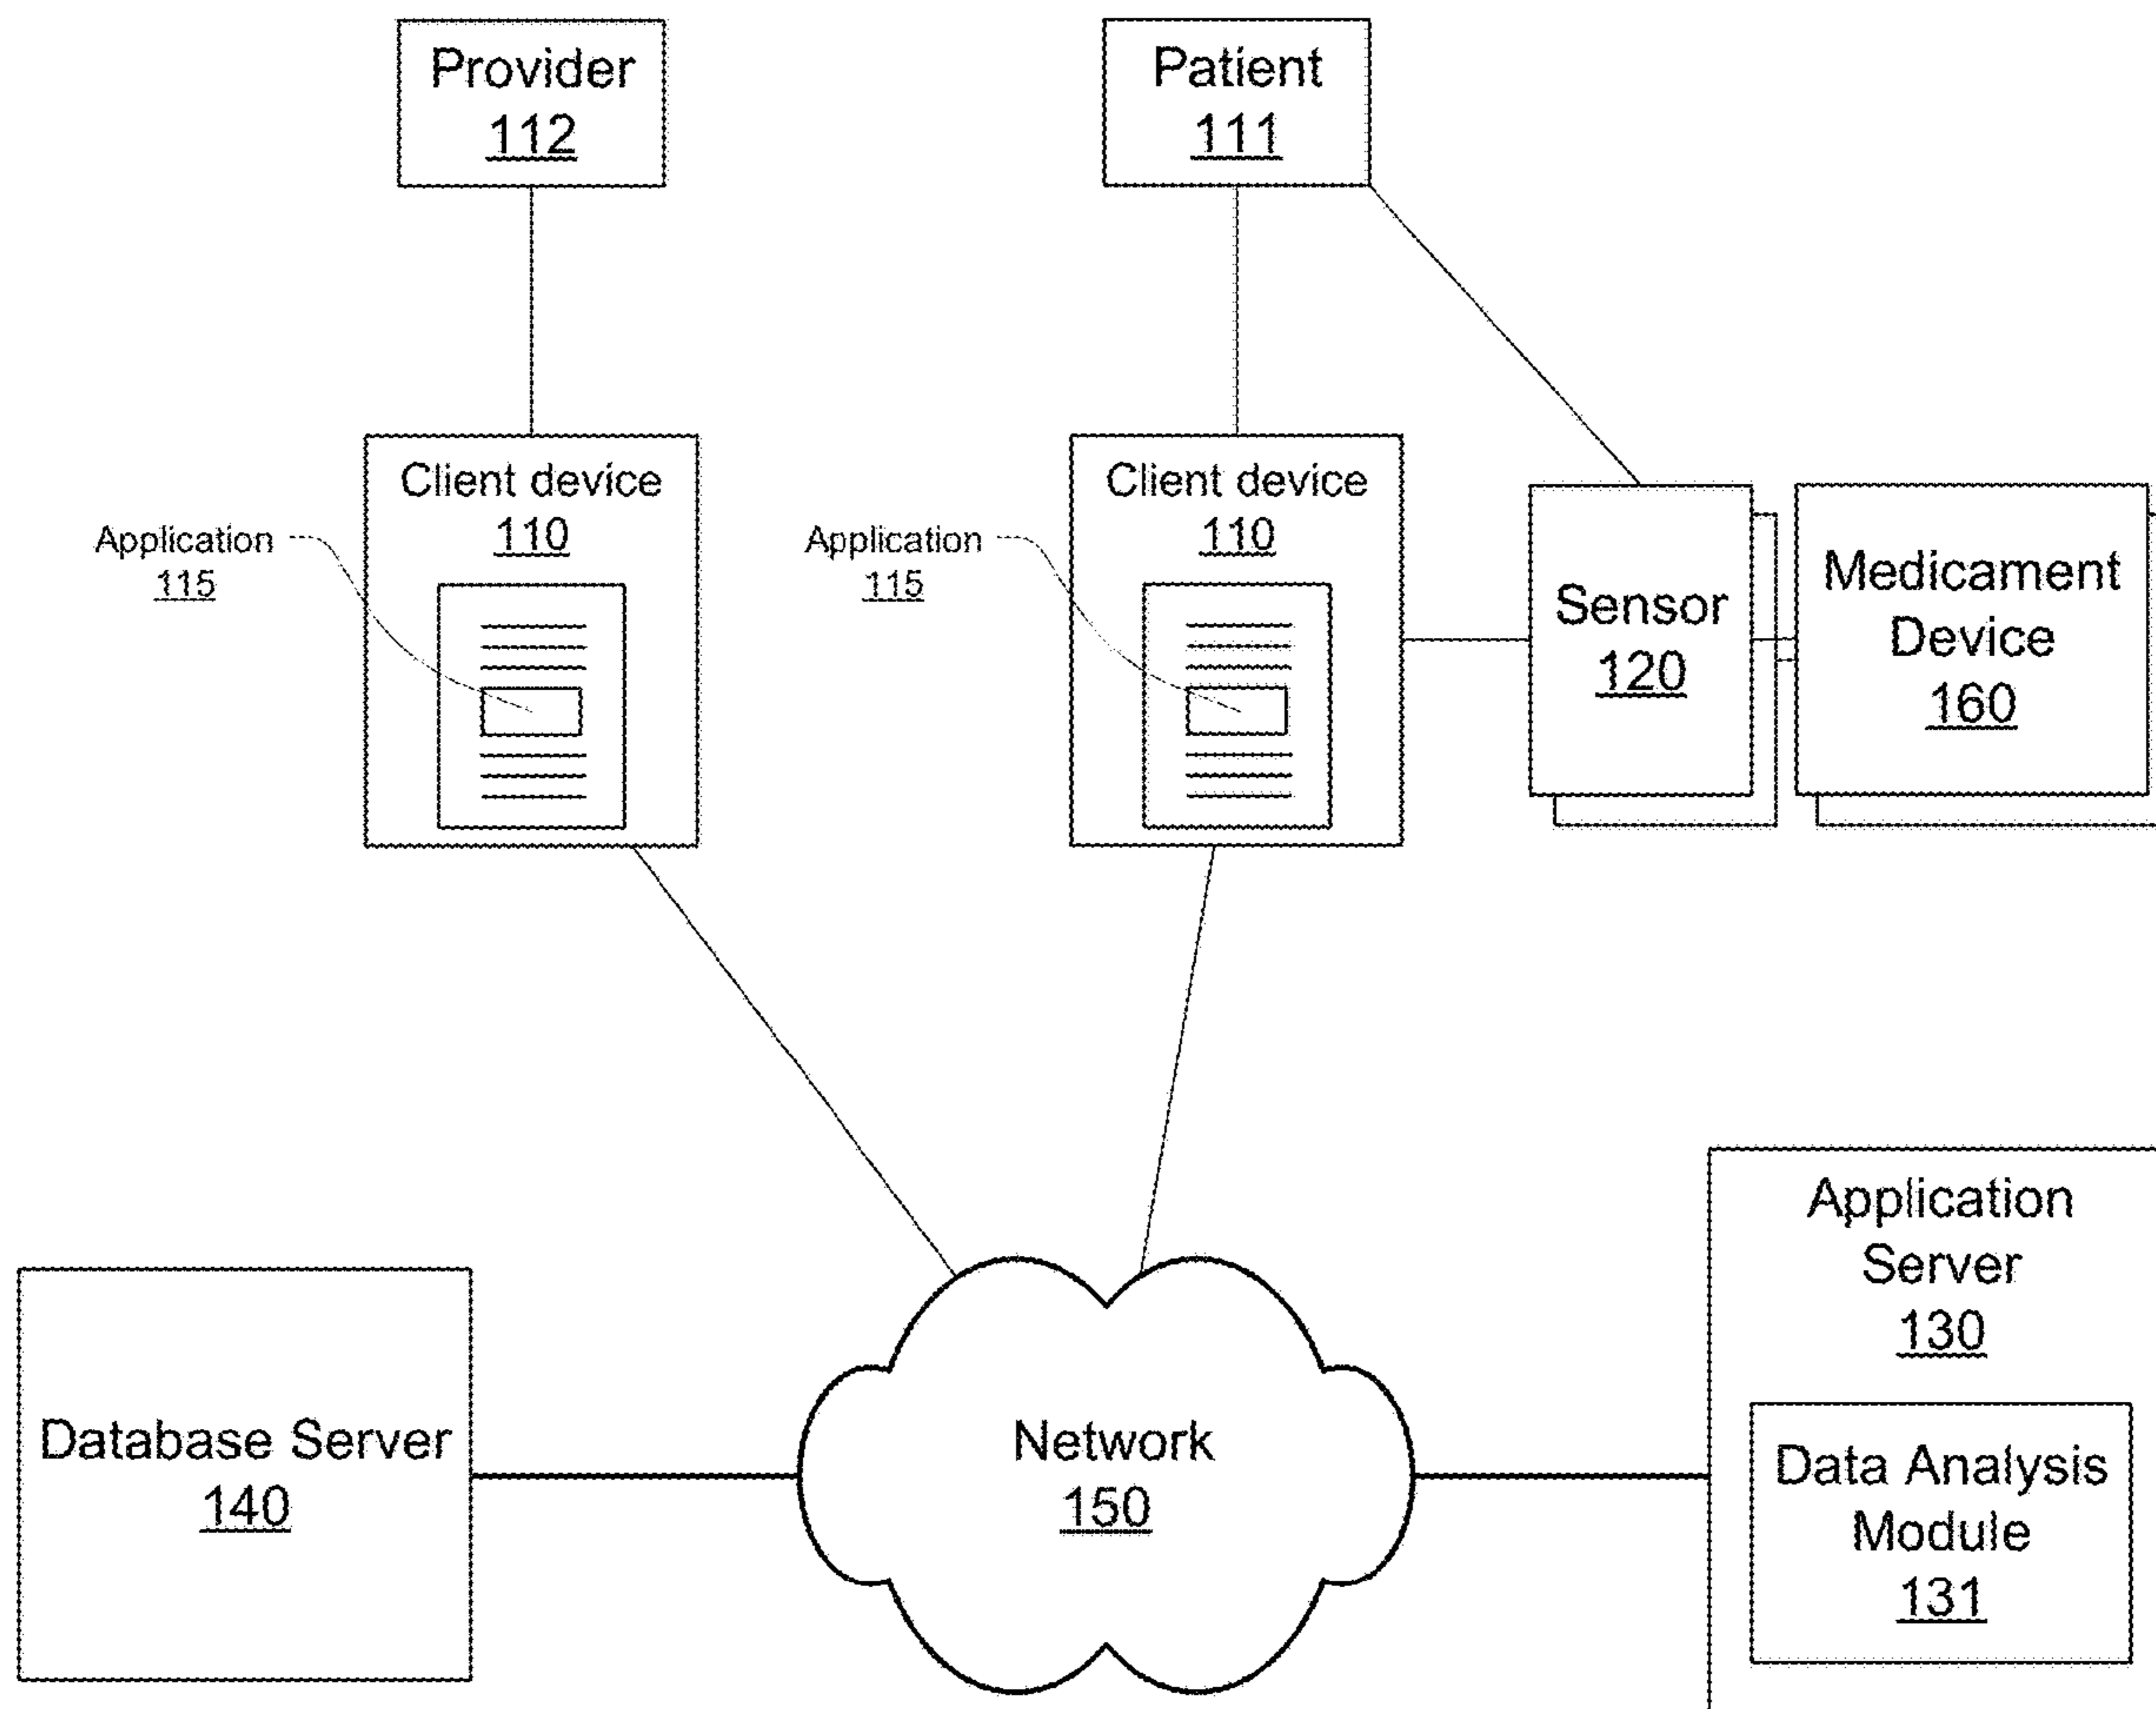 Provider
112
Patient
111
Client device
110
Application
115
Client device
110
Application
115
Sensor
120
Medicament
Device
160
Database Server
140
Network
150
Application
Server
130
Data Analysis
Module
131